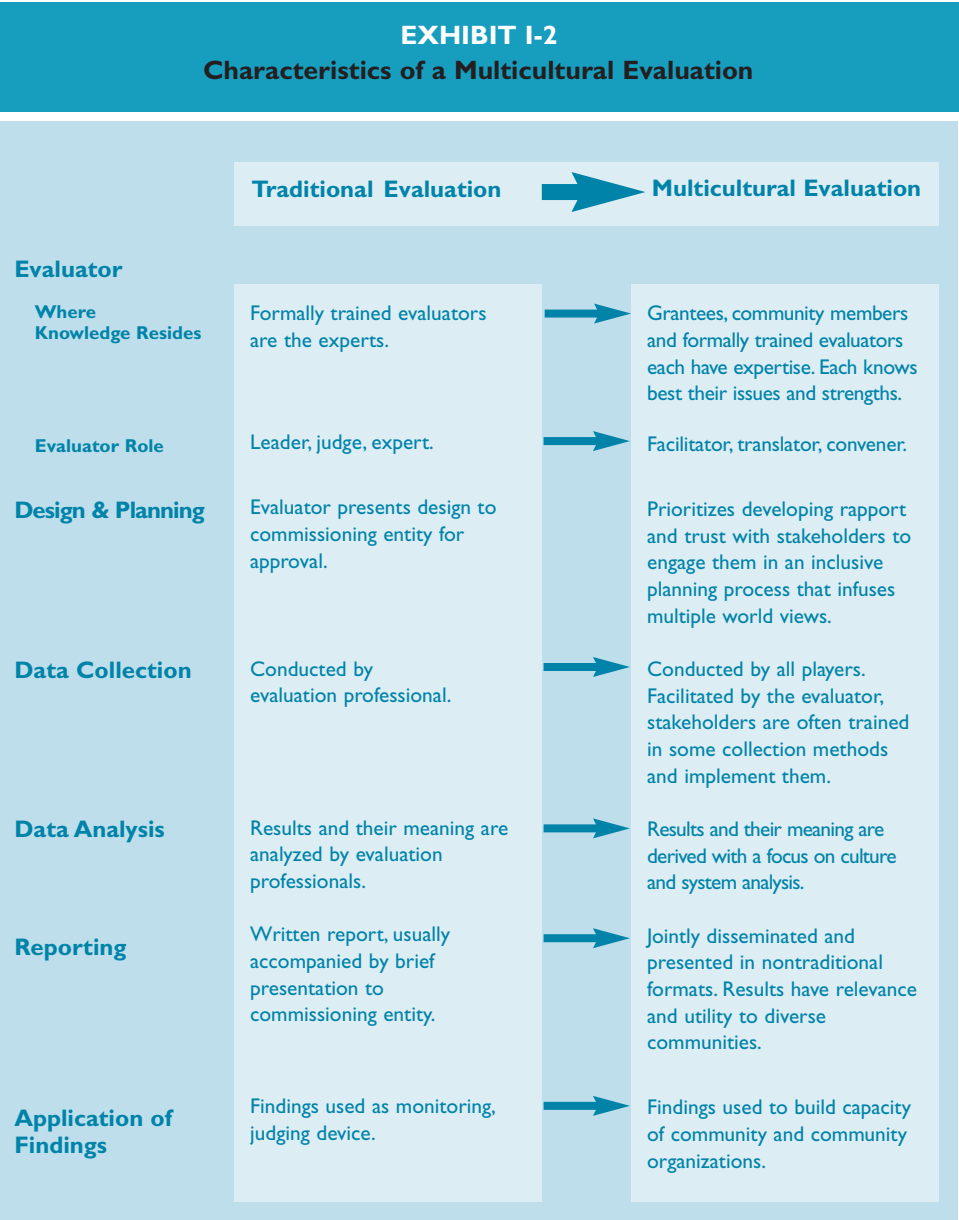 EXHIBIT I-2
Characteristics of a Multicultural Evaluation
Traditional Evaluation
Multicultural Evaluation
Evaluator
Where
Knowledge Resides
Formally trained evaluators
are the experts.
Grantees, community members
and formally trained evaluators
each have expertise. Each knows
best their issues and strengths.
Evaluator Role
Leader, judge, expert.
Facilitator, translator, convener.
Design & Planning
Evaluator presents design to
commissioning entity for
approval.
Prioritizes developing rapport
and trust with stakeholders to
engage them in an inclusive
planning process that infuses
multiple world views.
Data Collection
Conducted by
evaluation professional.
Conducted by all players.
Facilitated by the evaluator,
stakeholders are often trained
in some collection methods
and implement them.
Data Analysis
Results and their meaning are
analyzed by evaluation
professionals.
Results and their meaning are
derived with a focus on culture
and system analysis.
Reporting
Written report, usually
accompanied by brief
presentation to
commissioning entity.
Jointly disseminated and
presented in nontraditional
formats. Results have relevance
and utility to diverse
communities.
Application of
Findings
Findings used as monitoring,
judging device.
Findings used to build capacity
of community and community
organizations.